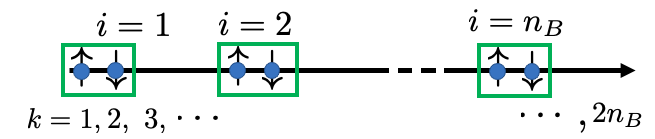 i = 1 i = 2 i = n_B
k = 1, 2, 3, ··· ··· , 2n_B